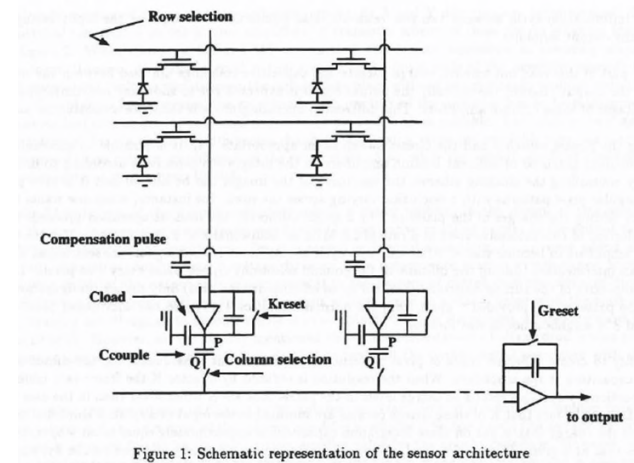 Row selection
Compensation pulse
Cload
Kreset
P
Ccouple
Q
Column selection
Greset
to output
Figure 1: Schematic representation of the sensor architecture